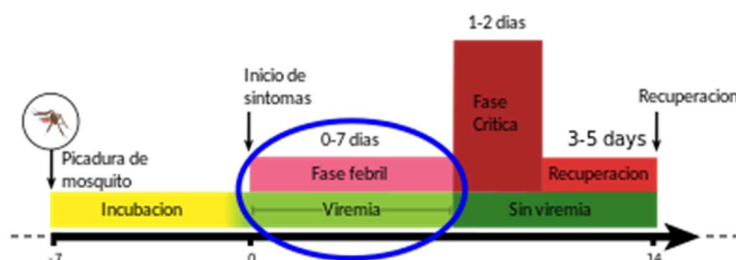 1-2 dias
Inicio de
sintomas
Fase
Critica
Recuperacion
0-7 dias
3-5 days
Picadura de
mosquito
Fase febril
Recuperacion
Incubacion
Viremia
Sin viremia
-7
0
14